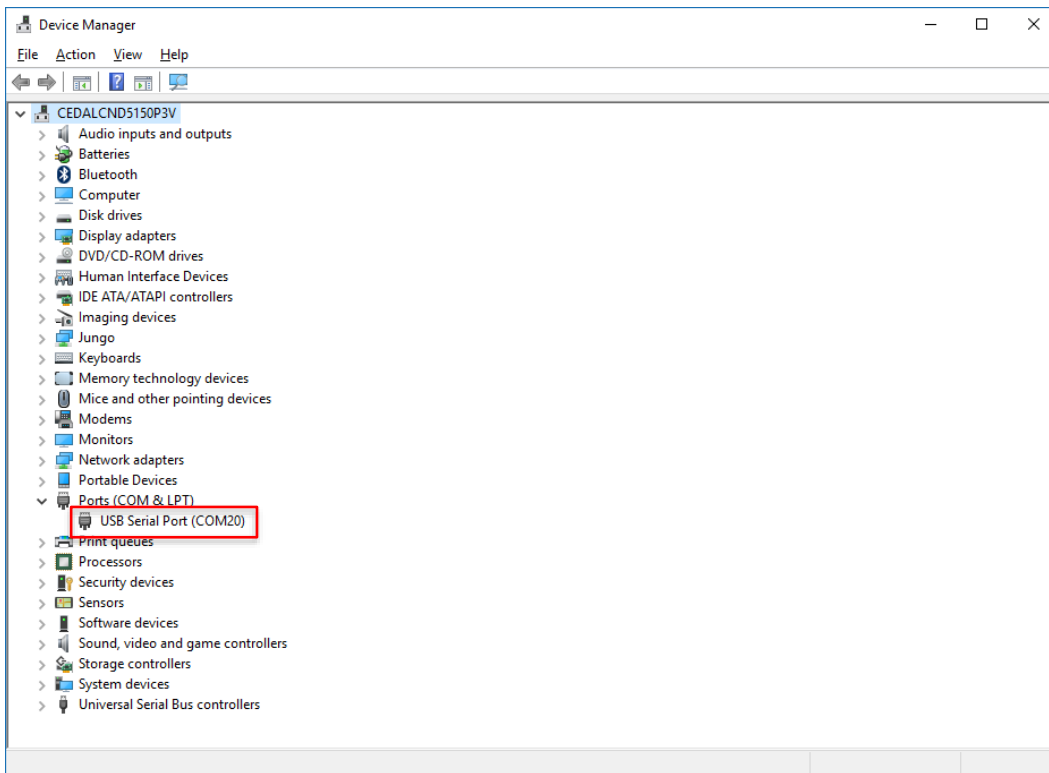 Device Manager
File Action View Help
CEDALCND5150P3V
Audio inputs and outputs
Batteries
Bluetooth
Computer
Disk drives
Display adapters
DVD/CD-ROM drives
Human Interface Devices
IDE ATA/ATAPI controllers
Imaging devices
Jungo
Keyboards
Memory technology devices
Mice and other pointing devices
Modems
Monitors
Network adapters
Portable Devices
Ports (COM & LPT)
USB Serial Port (COM20)
Print queues
Processors
Security devices
Sensors
Software devices
Sound, video and game controllers
Storage controllers
System devices
Universal Serial Bus controllers